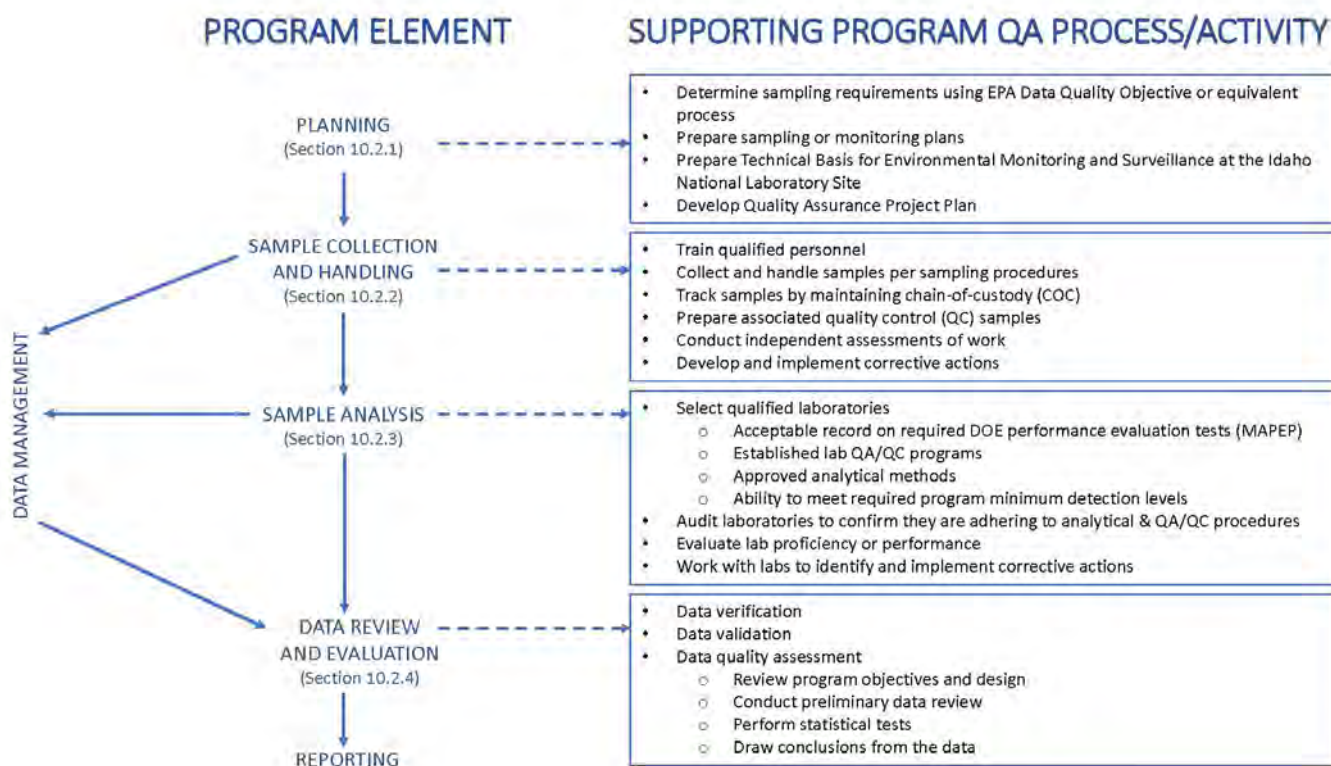 PROGRAM ELEMENT
SUPPORTING PROGRAM QA PROCESS/ACTIVITY
PLANNING
(Section 10.2.1)
• Determine sampling requirements using EPA Data Quality Objective or equivalent
process
• Prepare sampling or monitoring plans
• Prepare Technical Basis for Environmental Monitoring and Surveillance at the Idaho
National Laboratory Site
• Develop Quality Assurance Project Plan
SAMPLE COLLECTION
AND HANDLING
(Section 10.2.2)
• Train qualified personnel
• Collect and handle samples per sampling procedures
• Track samples by maintaining chain-of-custody (COC)
• Prepare associated quality control (QC) samples
• Conduct independent assessments of work
• Develop and implement corrective actions
DATA MANAGEMENT
SAMPLE ANALYSIS
(Section 10.2.3)
• Select qualified laboratories
o Acceptable record on required DOE performance evaluation tests (MAPEP)
o Established lab QA/QC programs
o Approved analytical methods
o Ability to meet required program minimum detection levels
• Audit laboratories to confirm they are adhering to analytical & QA/QC procedures
• Evaluate lab proficiency or performance
• Work with labs to identify and implement corrective actions
DATA REVIEW
AND EVALUATION
(Section 10.2.4)
• Data verification
• Data validation
• Data quality assessment
o Review program objectives and design
o Conduct preliminary data review
o Perform statistical tests
o Draw conclusions from the data
REPORTING